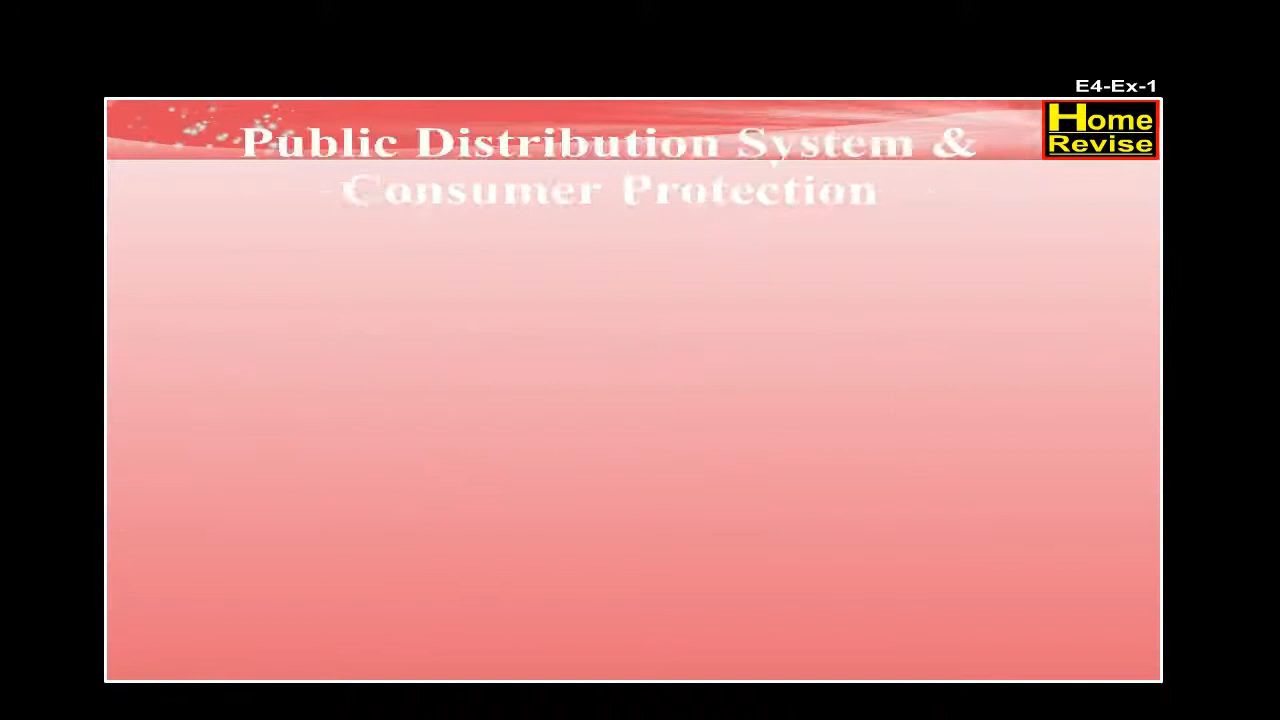 E4-Ex-1
Home
Revise
Public Distribution System &
Consumer Protection